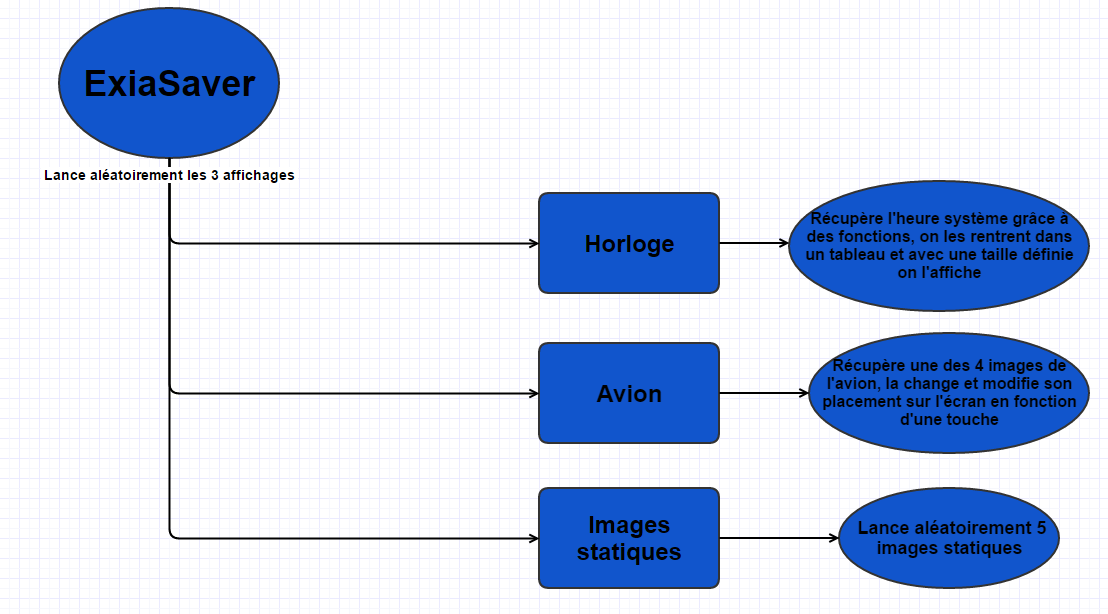 ExiaSaver
Lance aléatoirement les 3 affichages
Horloge
Récupère l'heure système grâce à
des fonctions, on les rentrent dans
un tableau et avec une taille définie
on l'affiche
Avion
Récupère une des 4 images de
l'avion, la change et modifie son
placement sur l'écran en fonction
d'une touche
Images
statiques
Lance aléatoirement 5
images statiques